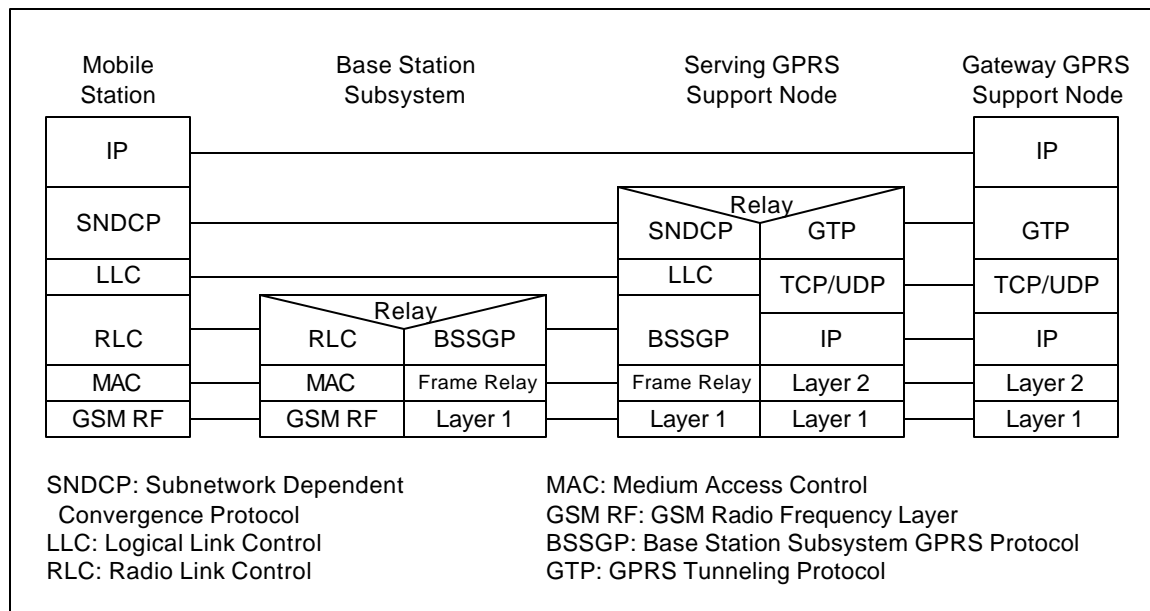 Mobile
Station
Base Station
Subsystem
Serving GPRS
Support Node
Gateway GPRS
Support Node
IP
IP
SNDCP
Relay
SNDCP
GTP
GTP
LLC
LLC
TCP/UDP
TCP/UDP
Relay
RLC
RLC
BSSGP
BSSGP
IP
IP
MAC
MAC
Frame Relay
Frame Relay
Layer 2
Layer 2
GSM RF
GSM RF
Layer 1
Layer 1
Layer 1
Layer 1
SNDCP: Subnetwork Dependent
Convergence Protocol
LLC: Logical Link Control
RLC: Radio Link Control
MAC: Medium Access Control
GSM RF: GSM Radio Frequency Layer
BSSGP: Base Station Subsystem GPRS Protocol
GTP: GPRS Tunneling Protocol